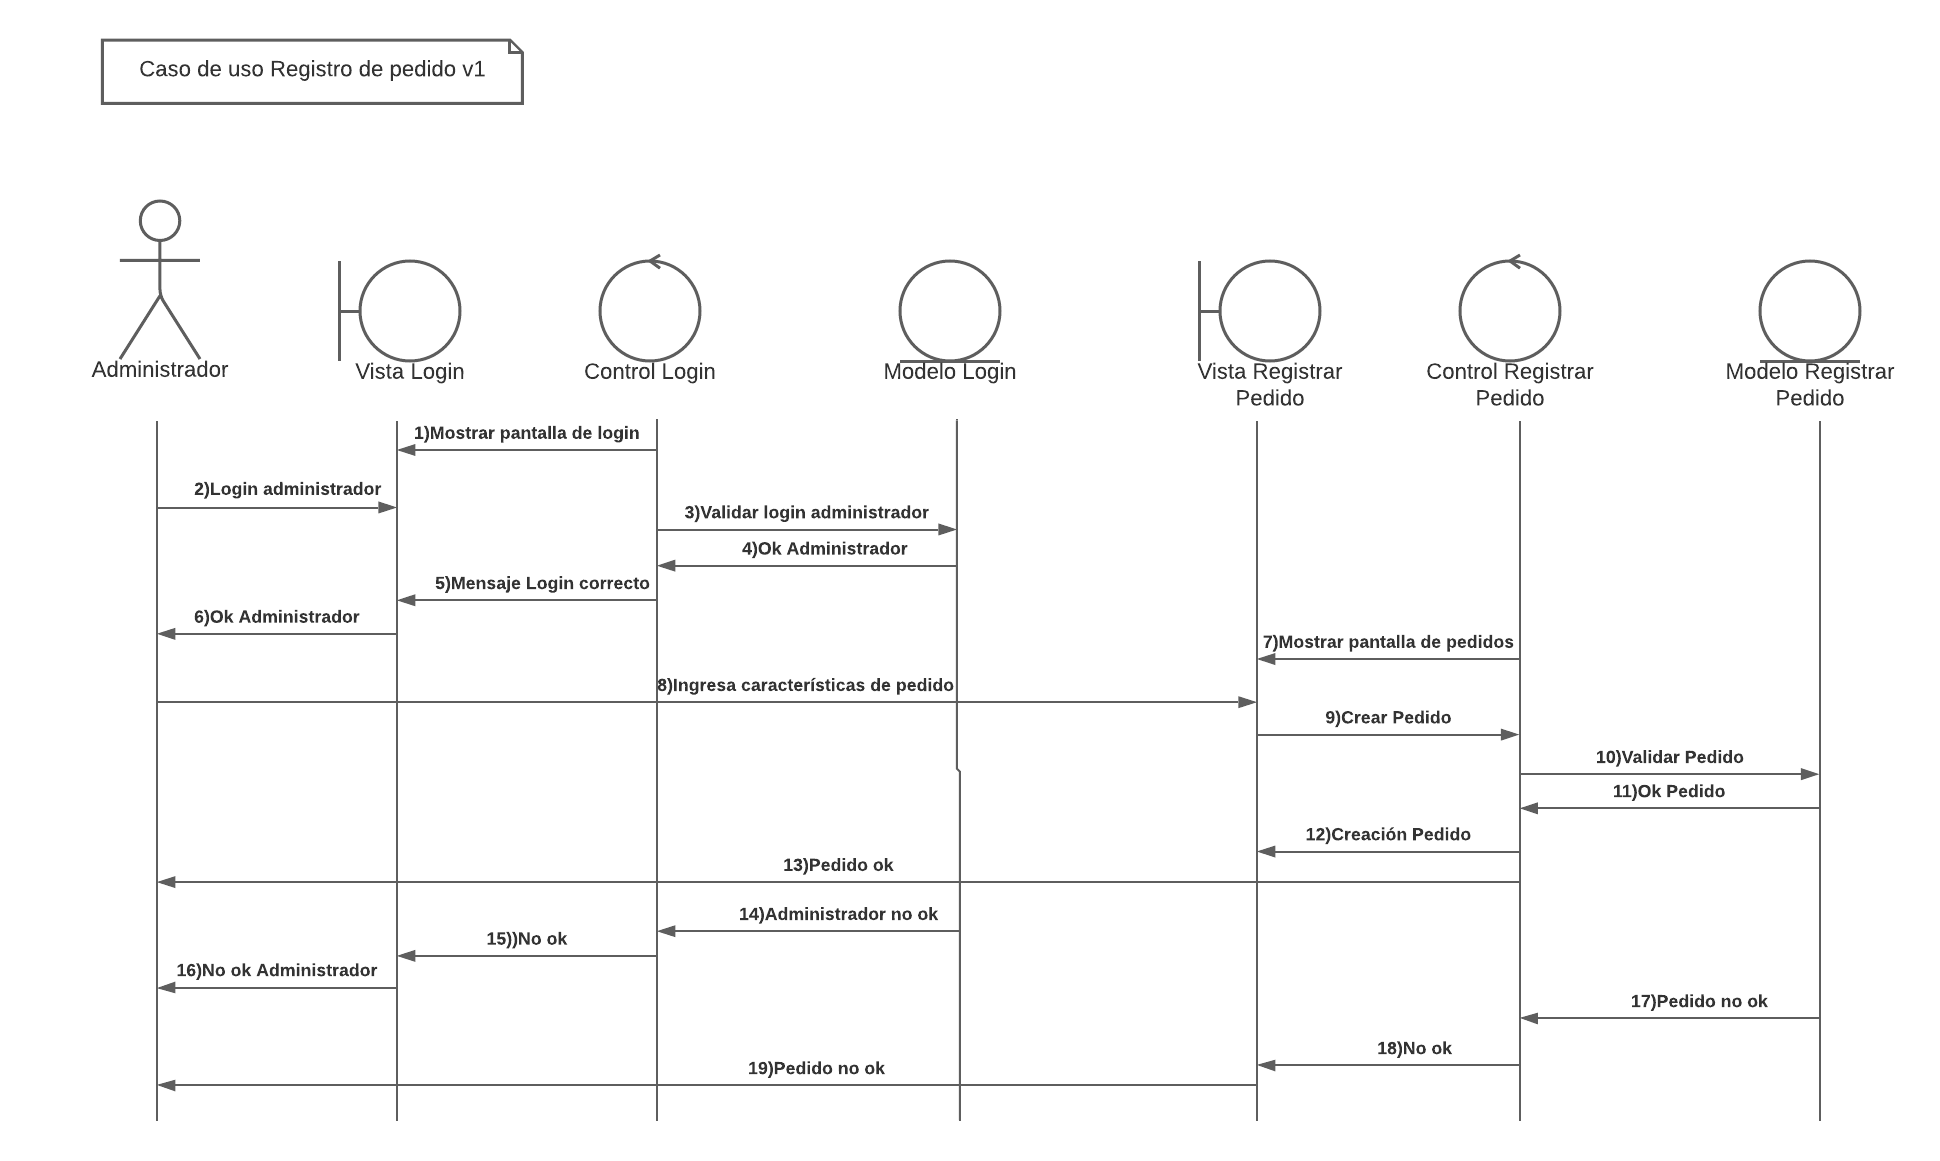 Caso de uso Registro de pedido v1
Administrador
Vista Login
Control Login
Modelo Login
Vista Registrar
Pedido
Control Registrar
Pedido
Modelo Registrar
Pedido
1)Mostrar pantalla de login
2)Login administrador
3)Validar login administrador
4)Ok Administrador
5)Mensaje Login correcto
6)Ok Administrador
7)Mostrar pantalla de pedidos
8)Ingresa características de pedido
9)Crear Pedido
10)Validar Pedido
11)Ok Pedido
12)Creación Pedido
13)Pedido ok
14)Administrador no ok
15))No ok
16)No ok Administrador
17)Pedido no ok
18)No ok
19)Pedido no ok